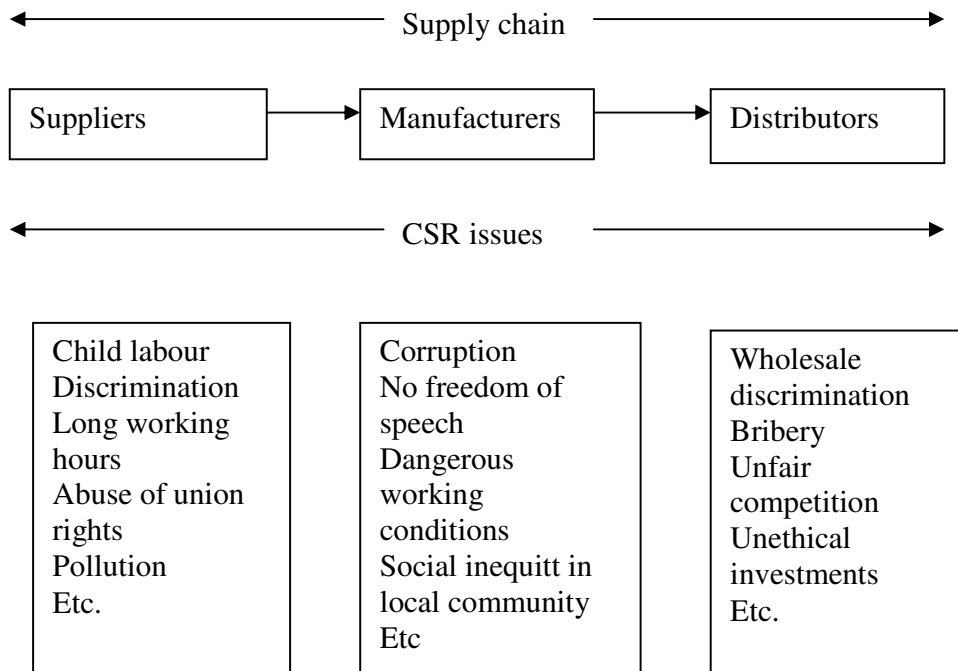 Supply chain
Suppliers
Manufacturers
Distributors
CSR issues
Child labour
Discrimination
Long working
hours
Abuse of union
rights
Pollution
Etc.
Corruption
No freedom of
speech
Dangerous
working
conditions
Social inequitt in
local community
Etc
Wholesale
discrimination
Bribery
Unfair
competition
Unethical
investments
Etc.